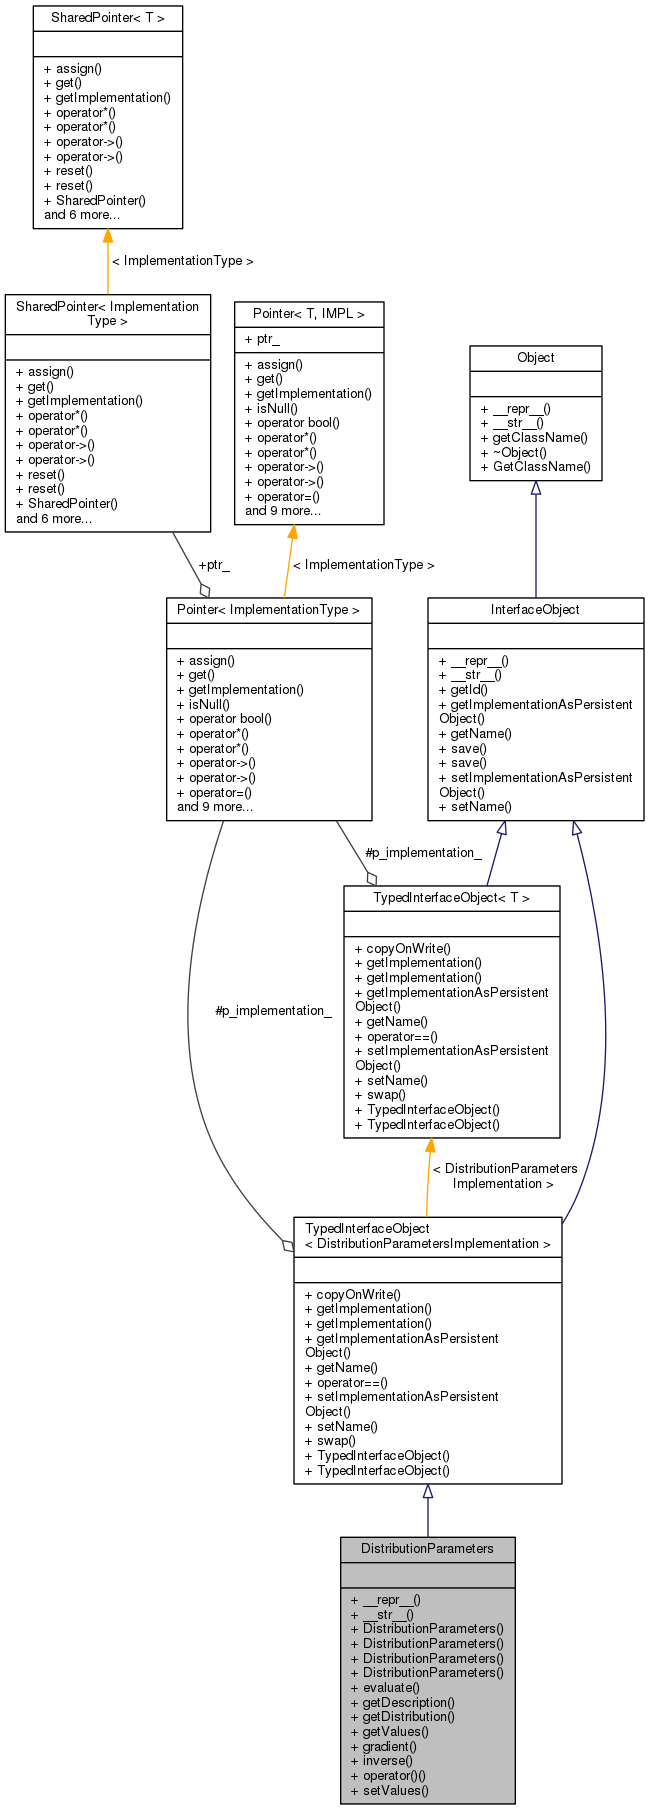 SharedPointer< T >
+ assign()
+ get()
+ getImplementation()
+ operator*()
+ operator*()
+ operator->()
+ operator->()
+ reset()
+ reset()
+ SharedPointer()
and 6 more...
< ImplementationType >
SharedPointer< Implementation
Type >
+ assign()
+ get()
+ getImplementation()
+ operator*()
+ operator*()
+ operator->()
+ operator->()
+ reset()
+ reset()
+ SharedPointer()
and 6 more...
Pointer< T, IMPL >
+ ptr_
+ assign()
+ get()
+ getImplementation()
+ isNull()
+ operator bool()
+ operator*()
+ operator*()
+ operator->()
+ operator->()
+ operator=()
and 9 more...
Object
+ __repr__()
+ __str__()
+ getClassName()
+ ~Object()
+ GetClassName()
+ptr_
< ImplementationType >
Pointer< ImplementationType >
+ assign()
+ get()
+ getImplementation()
+ isNull()
+ operator bool()
+ operator*()
+ operator*()
+ operator->()
+ operator->()
+ operator=()
and 9 more...
InterfaceObject
+ __repr__()
+ __str__()
+ getId()
+ getImplementationAsPersistent
Object()
+ getName()
+ save()
+ save()
+ setImplementationAsPersistent
Object()
+ setName()
#p_implementation_
TypedInterfaceObject< T >
+ copyOnWrite()
+ getImplementation()
+ getImplementation()
+ getImplementationAsPersistent
Object()
+ getName()
+ operator==()
+ setImplementationAsPersistent
Object()
+ setName()
+ swap()
+ TypedInterfaceObject()
+ TypedInterfaceObject()
#p_implementation_
< DistributionParameters
Implementation >
TypedInterfaceObject
< DistributionParametersImplementation >
+ copyOnWrite()
+ getImplementation()
+ getImplementation()
+ getImplementationAsPersistent
Object()
+ getName()
+ operator==()
+ setImplementationAsPersistent
Object()
+ setName()
+ swap()
+ TypedInterfaceObject()
+ TypedInterfaceObject()
DistributionParameters
+ __repr__()
+ __str__()
+ DistributionParameters()
+ DistributionParameters()
+ DistributionParameters()
+ DistributionParameters()
+ evaluate()
+ getDescription()
+ getDistribution()
+ getValues()
+ gradient()
+ inverse()
+ operator()()
+ setValues()